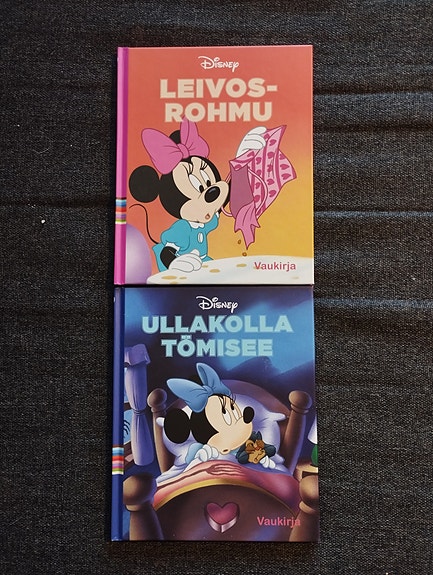 Disney
LEIVOS-
ROHMU
Vaukirja
Disney
ULLAKOLLA
TÖMISEE
Vaukirja